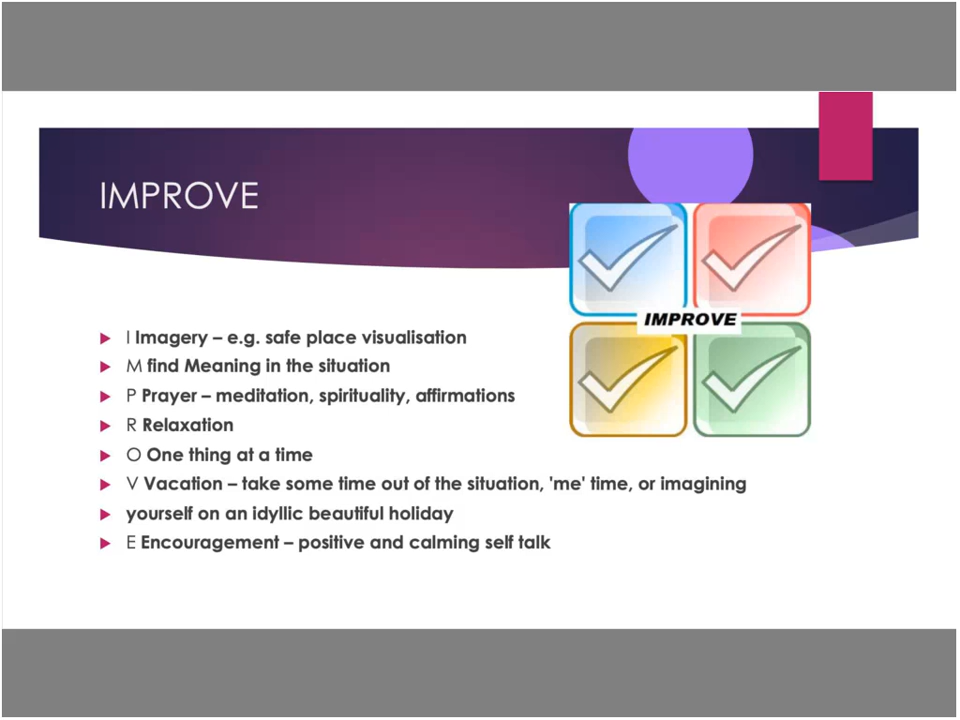 IMPROVE
IMPROVE
I Imagery – e.g. safe place visualisation
M find Meaning in the situation
P Prayer – meditation, spirituality, affirmations
R Relaxation
O One thing at a time
V Vacation – take some time out of the situation, 'me' time, or imagining
yourself on an idyllic beautiful holiday
E Encouragement – positive and calming self talk